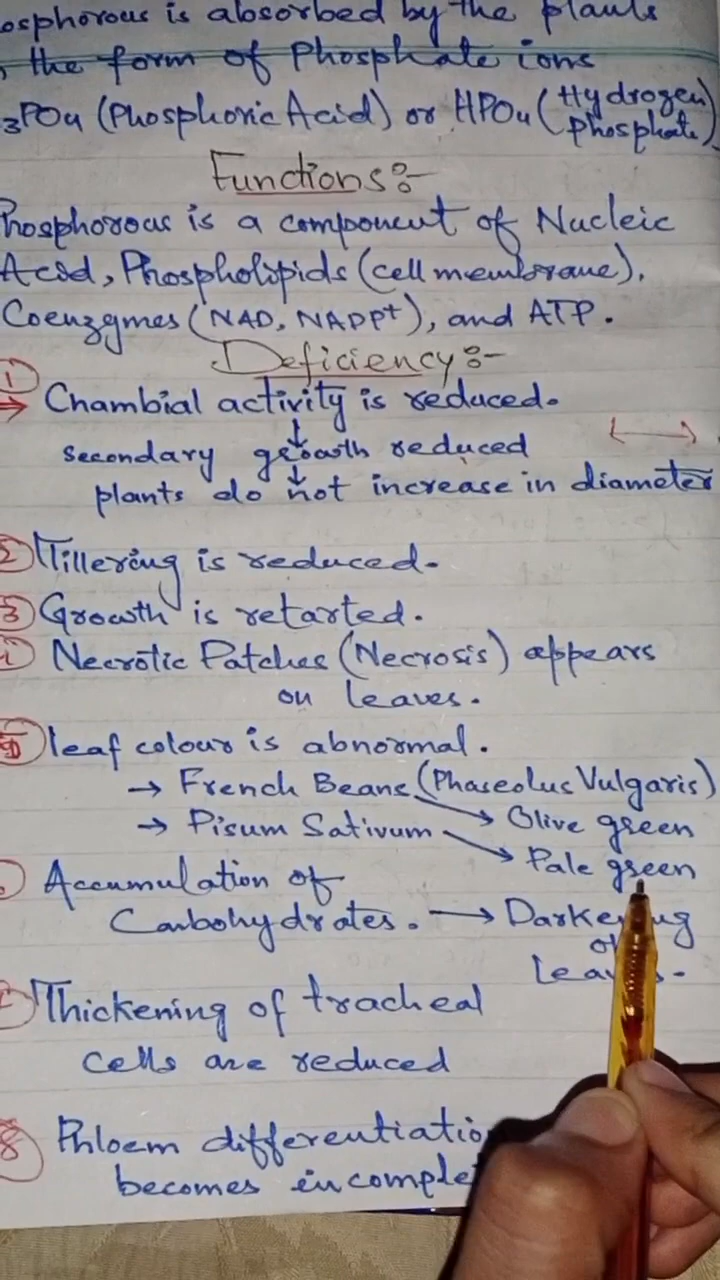 osphorous is absorbed by the plants
the form of Phosphate ions
3PO4 (Phosphoric Acid) or HPO4 (Hydrogen Phosphate)
Functions:-
Phosphorous is a component of Nucleic
Acid, Phospholipids (cell membrane),
Coenzymes (NAD, NADP+), and ATP.
Deficiency:-
① ⇒ Chambial activity is reduced.
↓
secondary growth reduced
↓
plants do not increase in diameter
② Tillering is reduced.
③ Growth is retarted.
④ Necrotic Patches (Necrosis) appears
on leaves.
⑤ leaf colour is abnormal.
→ French Beans (Phaseolus Vulgaris)
→ Olive green
→ Pisum Sativum
→ Pale green
Accumulation of
Carbohydrates. → Darkening
of
Lea
Thickening of tracheal
cells are reduced
⑧ Phloem differentiatio
becomes incomple